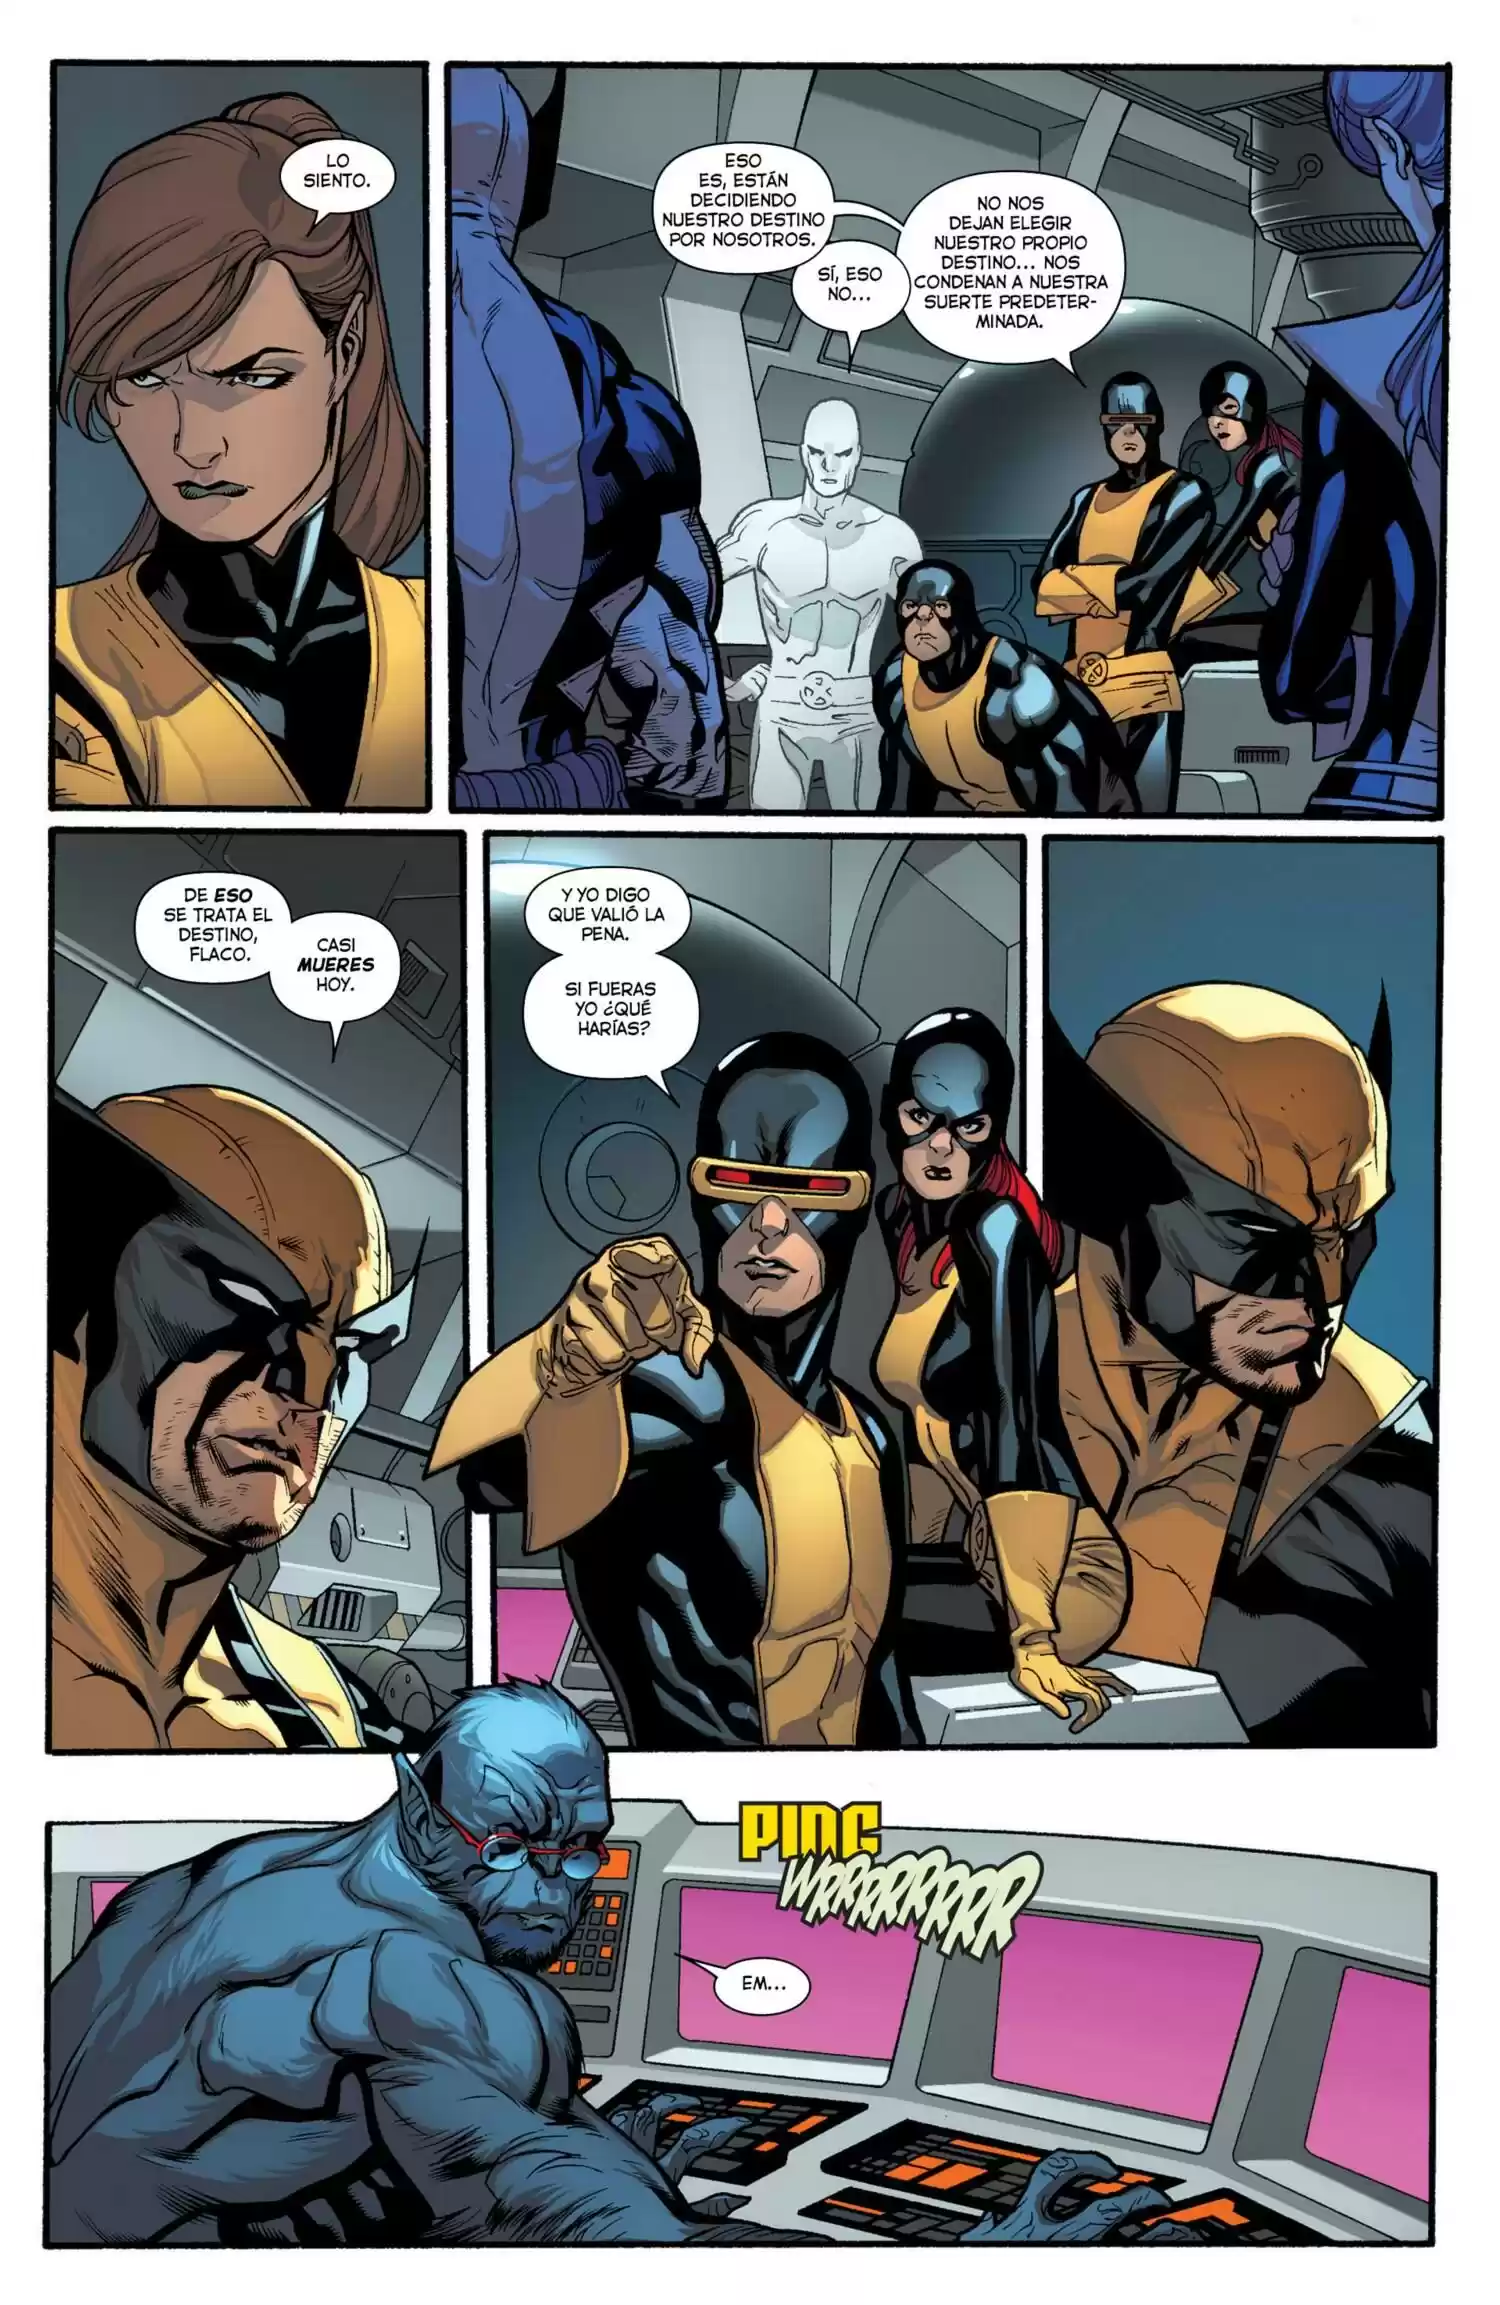 LO
SIENTO.
ESO
ES, ESTÁN
DECIDIENDO
NUESTRO DESTINO
POR NOSOTROS.
SÍ, ESO
NO...
NO NOS
DEJAN ELEGIR
NUESTRO PROPIO
DESTINO... NOS
CONDENAN A NUESTRA
SUERTE PREDETER-
MINADA.
DE ESO
SE TRATA EL
DESTINO,
FLACO.
CASI
MUERES
HOY.
Y YO DIGO
QUE VALIÓ LA
PENA.
SI FUERAS
YO ¿QUÉ
HARÍAS?
PING
WRRRRRRRR
EM...